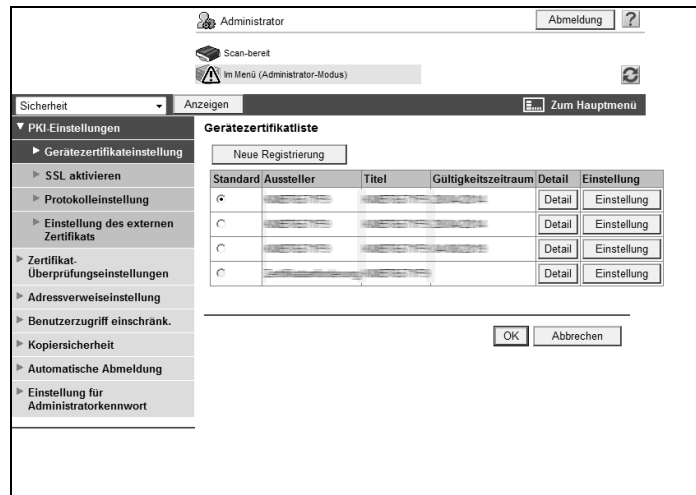 Administrator
Abmeldung
?
Scan-bereit
Im Menü (Administrator-Modus)
Sicherheit
Anzeigen
Zum Hauptmenü
PKI-Einstellungen
Gerätezertifikateinstellung
SSL aktivieren
Protokolleinstellung
Einstellung des externen
Zertifikats
Zertifikat-
Überprüfungseinstellungen
Adressverweiseinstellung
Benutzerzugriff einschränk.
Kopiersicherheit
Automatische Abmeldung
Einstellung für
Administratorkennwort
Gerätezertifikatliste
Neue Registrierung
Standard Aussteller Titel Gültigkeitszeitraum Detail Einstellung
Detail Einstellung
Detail Einstellung
Detail Einstellung
Detail Einstellung
OK Abbrechen